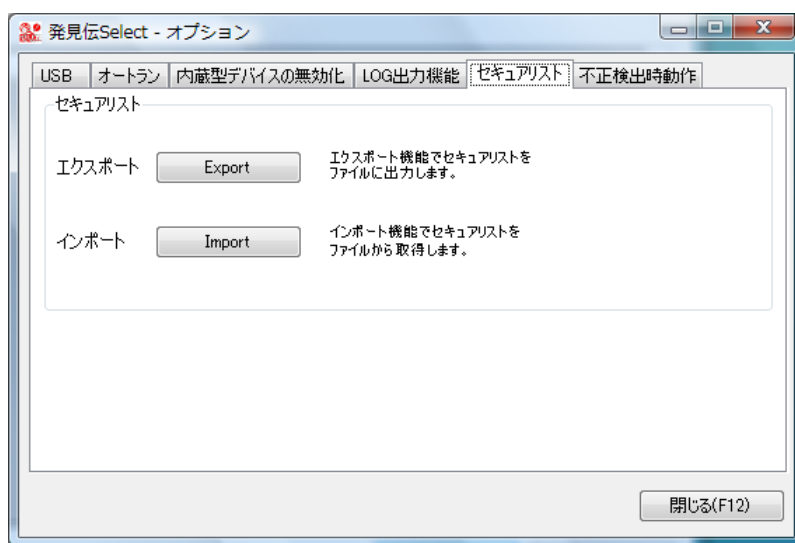 発見伝Select - オプション
USB オートラン 内蔵型デバイスの無効化 LOG出力機能 セキュアリスト 不正検出時動作
セキュアリスト
エクスポート Export エクスポート機能でセキュアリストを
ファイルに出力します。
インポート Import インポート機能でセキュアリストを
ファイルから取得します。
閉じる(F12)